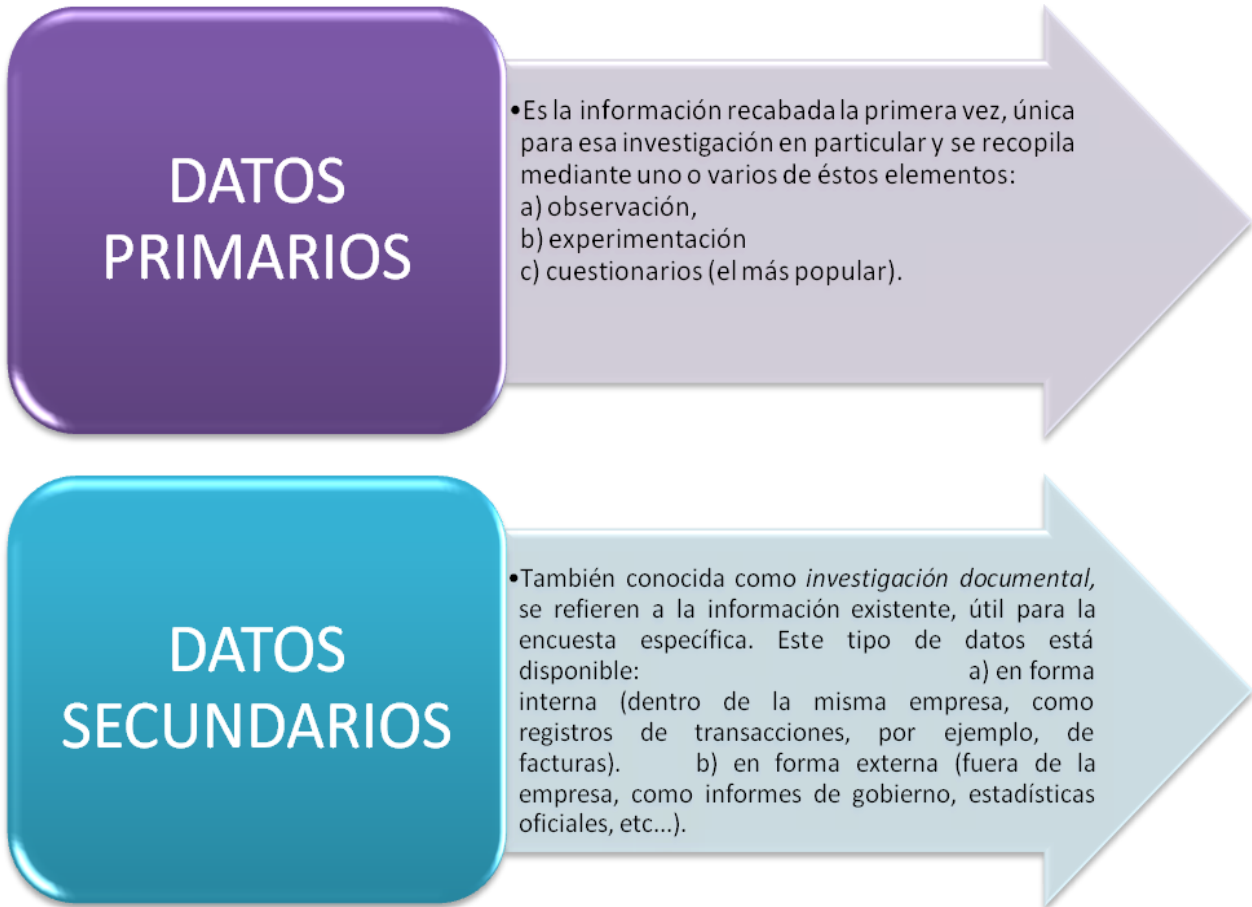 DATOS
PRIMARIOS
•Es la información recabada la primera vez, única
para esa investigación en particular y se recopila
mediante uno o varios de éstos elementos:
a) observación,
b) experimentación
c) cuestionarios (el más popular).
DATOS
SECUNDARIOS
•También conocida como investigación documental,
se refieren a la información existente, útil para la
encuesta específica. Este tipo de datos está
disponible: a) en forma
interna (dentro de la misma empresa, como
registros de transacciones, por ejemplo, de
facturas). b) en forma externa (fuera de la
empresa, como informes de gobierno, estadísticas
oficiales, etc...).